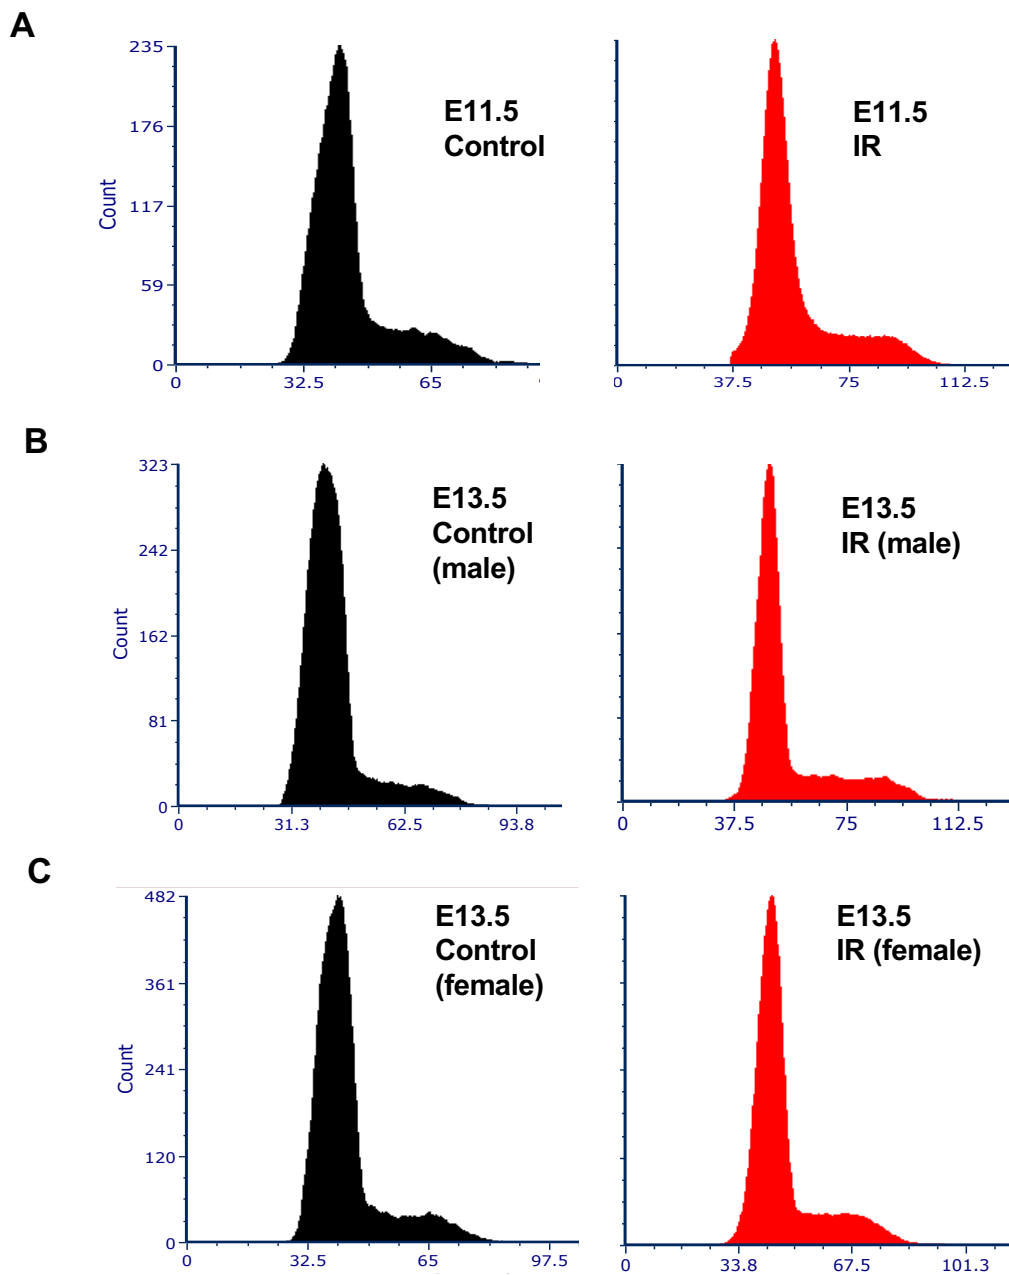 A
235
176
117
59
0
Count
0 32.5 65
E11.5
Control
0 37.5 75 112.5
E11.5
IR
B
323
242
162
81
0
Count
0 31.3 62.5 93.8
E13.5
Control
(male)
0 37.5 75 112.5
E13.5
IR (male)
C
482
361
241
120
0
Count
0 32.5 65 97.5
E13.5
Control
(female)
0 33.8 67.5 101.3
E13.5
IR (female)